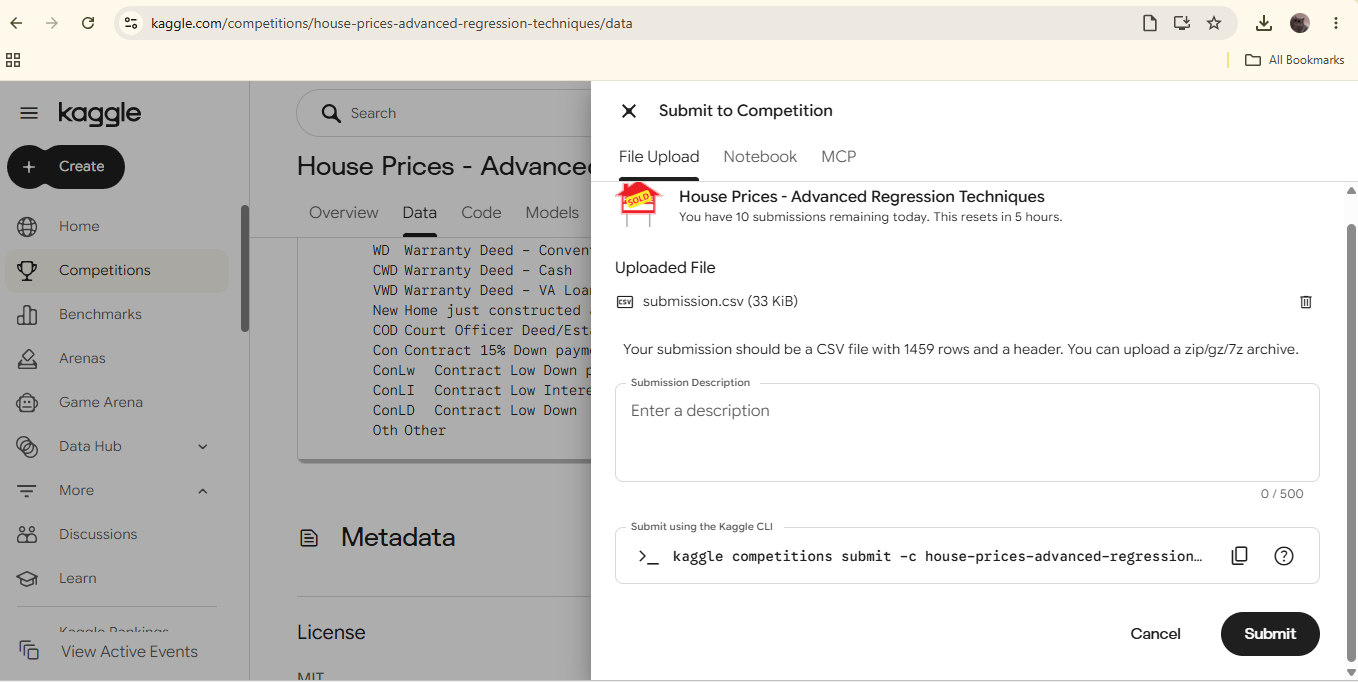 kaggle.com/competitions/house-prices-advanced-regression-techniques/data
All Bookmarks
kaggle
Create
Home
Competitions
Benchmarks
Arenas
Game Arena
Data Hub
More
Discussions
Learn
Kaggle Rankings
View Active Events
Search
House Prices - Advanced
Overview Data Code Models
WD Warranty Deed - Convent
CWD Warranty Deed - Cash
VWD Warranty Deed - VA Loan
New Home just constructed
COD Court Officer Deed/Esta
Con Contract 15% Down payme
ConLw Contract Low Down p
ConLI Contract Low Intere
ConLD Contract Low Down
Oth Other
Metadata
License
MIT
Submit to Competition
File Upload Notebook MCP
SOLD
House Prices - Advanced Regression Techniques
You have 10 submissions remaining today. This resets in 5 hours.
Uploaded File
CSV submission.csv (33 KiB)
Your submission should be a CSV file with 1459 rows and a header. You can upload a zip/gz/7z archive.
Submission Description
Enter a description
0 / 500
Submit using the Kaggle CLI
>_ kaggle competitions submit -c house-prices-advanced-regression…
Cancel Submit